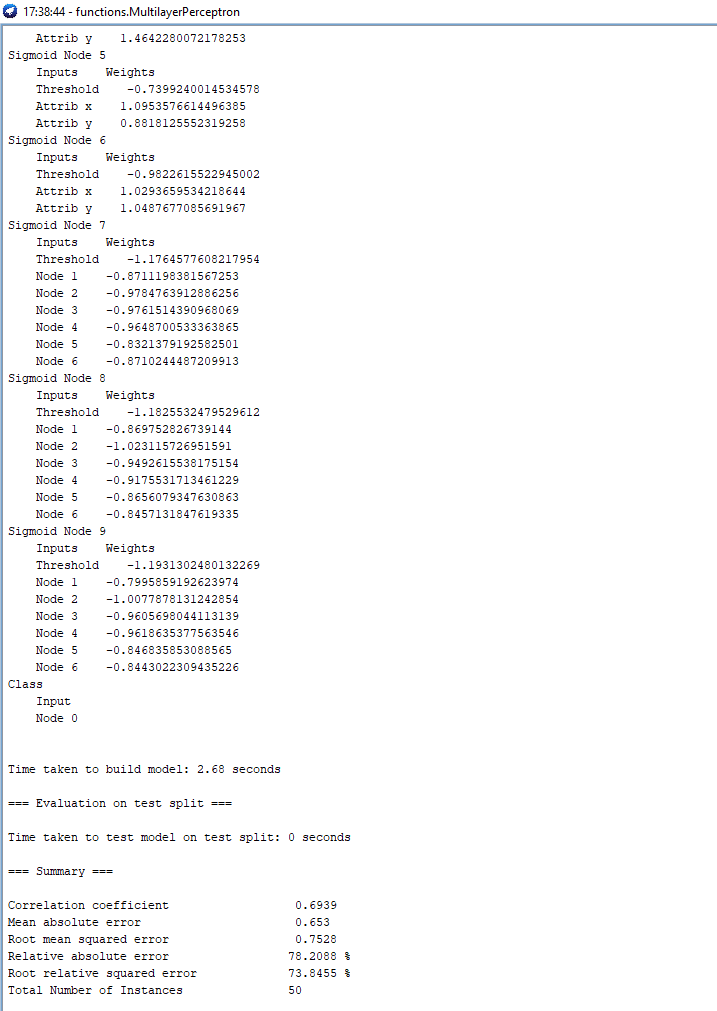 17:38:44 - functions.MultilayerPerceptron
Attrib y 1.4642280072178253
Sigmoid Node 5
Inputs Weights
Threshold -0.7399240014534578
Attrib x 1.0953576614496385
Attrib y 0.8818125552319258
Sigmoid Node 6
Inputs Weights
Threshold -0.9822615522945002
Attrib x 1.0293659534218644
Attrib y 1.0487677085691967
Sigmoid Node 7
Inputs Weights
Threshold -1.1764577608217954
Node 1 -0.8711198381567253
Node 2 -0.9784763912886256
Node 3 -0.9761514390968069
Node 4 -0.9648700533363865
Node 5 -0.8321379192582501
Node 6 -0.8710244487209913
Sigmoid Node 8
Inputs Weights
Threshold -1.1825532479529612
Node 1 -0.869752826739144
Node 2 -1.023115726951591
Node 3 -0.9492615538175154
Node 4 -0.9175531713461229
Node 5 -0.8656079347630863
Node 6 -0.8457131847619335
Sigmoid Node 9
Inputs Weights
Threshold -1.1931302480132269
Node 1 -0.7995859192623974
Node 2 -1.0077878131242854
Node 3 -0.9605698044113139
Node 4 -0.9618635377563546
Node 5 -0.846835853088565
Node 6 -0.8443022309435226
Class
Input
Node 0
Time taken to build model: 2.68 seconds
=== Evaluation on test split ===
Time taken to test model on test split: 0 seconds
=== Summary ===
Correlation coefficient 0.6939
Mean absolute error 0.653
Root mean squared error 0.7528
Relative absolute error 78.2088 %
Root relative squared error 73.8455 %
Total Number of Instances 50